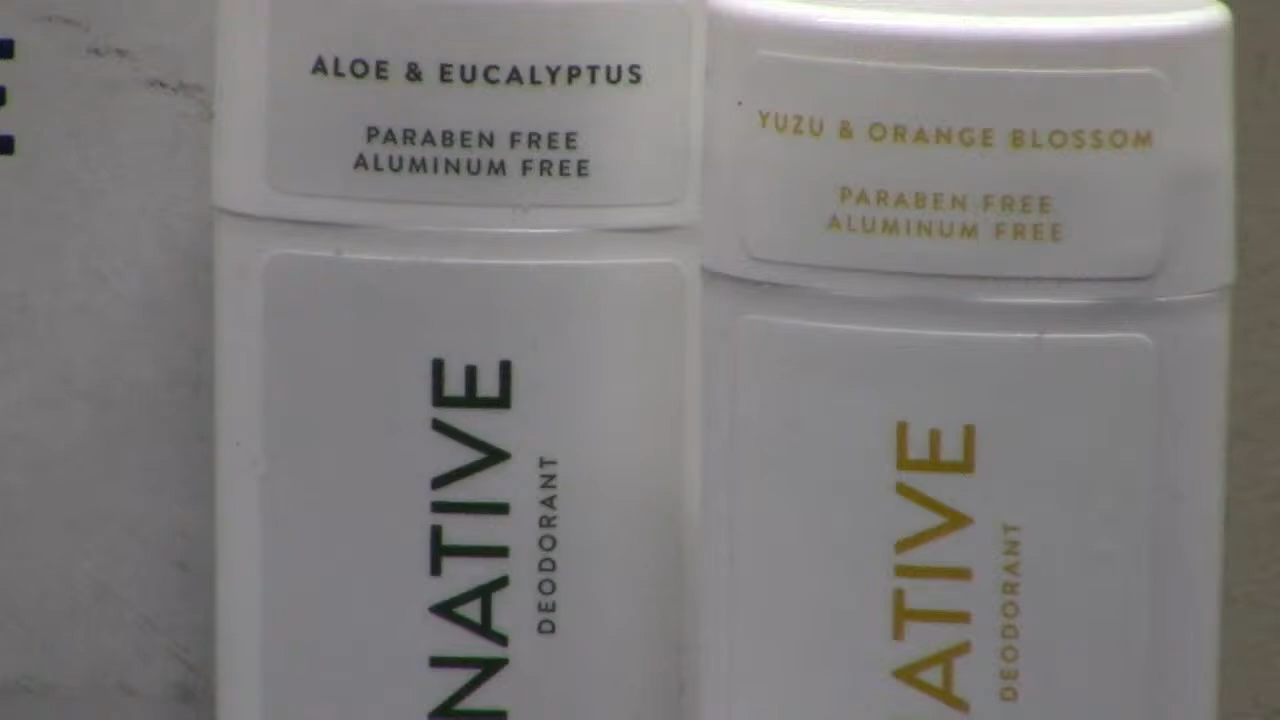 ALOE & EUCALYPTUS
PARABEN FREE
ALUMINUM FREE
NATIVE
DEODORANT
YUZU & ORANGE BLOSSOM
PARABEN FREE
ALUMINUM FREE
ATIVE
DEODORANT